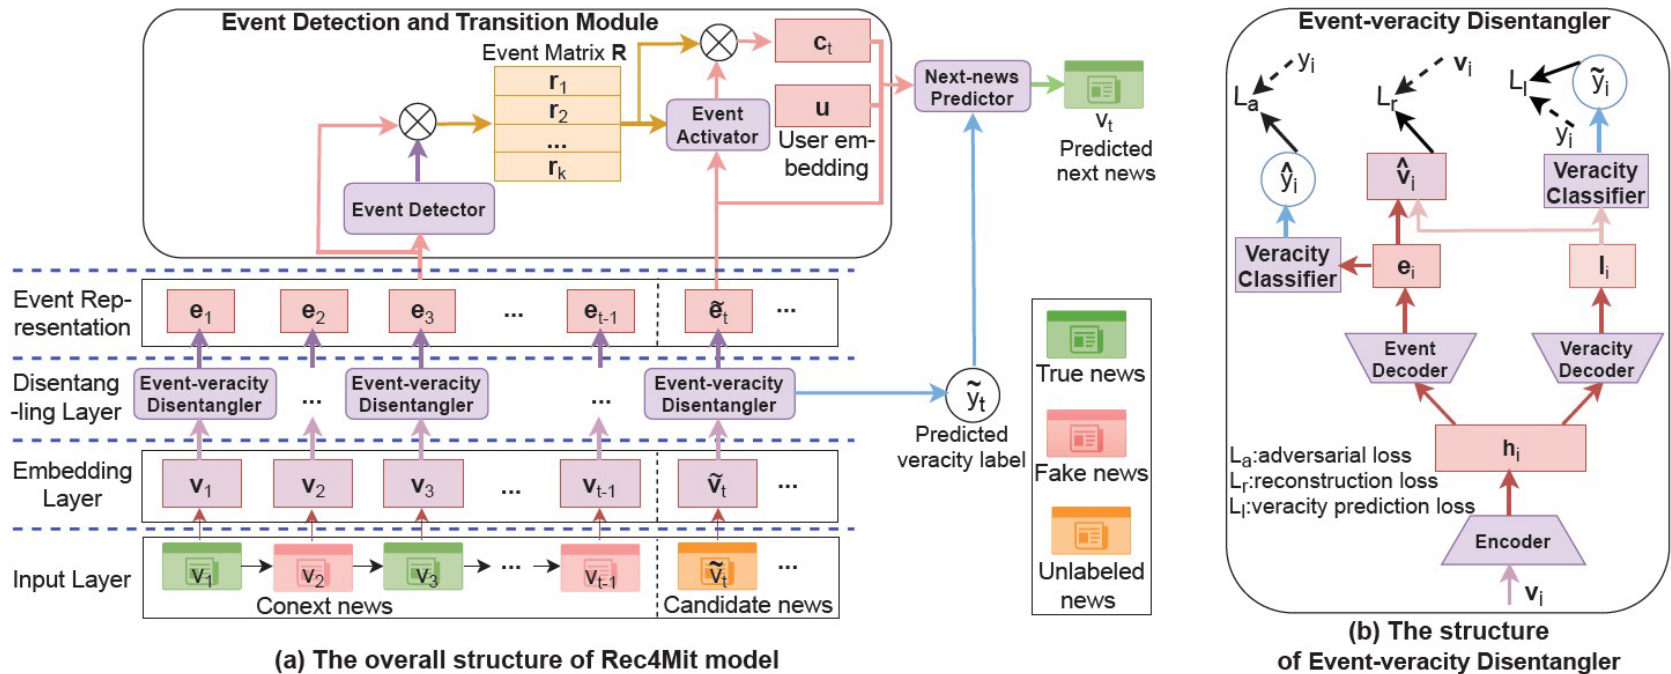 Event Detection and Transition Module
Event Matrix R
r1
r2
...
rk
Event Detector
Event
Activator
ct
u
User em-
bedding
Next-news
Predictor
vt
Predicted
next news
Event Rep-
resentation
e1
e2
e3
...
et-1
ẽt
...
Disentang
-ling Layer
Event-veracity
Disentangler
...
Event-veracity
Disentangler
...
Event-veracity
Disentangler
ỹt
Predicted
veracity label
Embedding
Layer
v1
v2
v3
...
vt-1
ṽt
...
Input Layer
v1
v2
v3
...
vt-1
ṽt
...
Conext news
Candidate news
True news
Fake news
Unlabeled
news
(a) The overall structure of Rec4Mit model
Event-veracity Disentangler
yi
La
vi
Lr
Ll
ỹi
yi
ŷi
v̂i
Veracity
Classifier
Veracity
Classifier
ei
li
Event
Decoder
Veracity
Decoder
hi
La:adversarial loss
Lr:reconstruction loss
Ll:veracity prediction loss
Encoder
vi
(b) The structure
of Event-veracity Disentangler